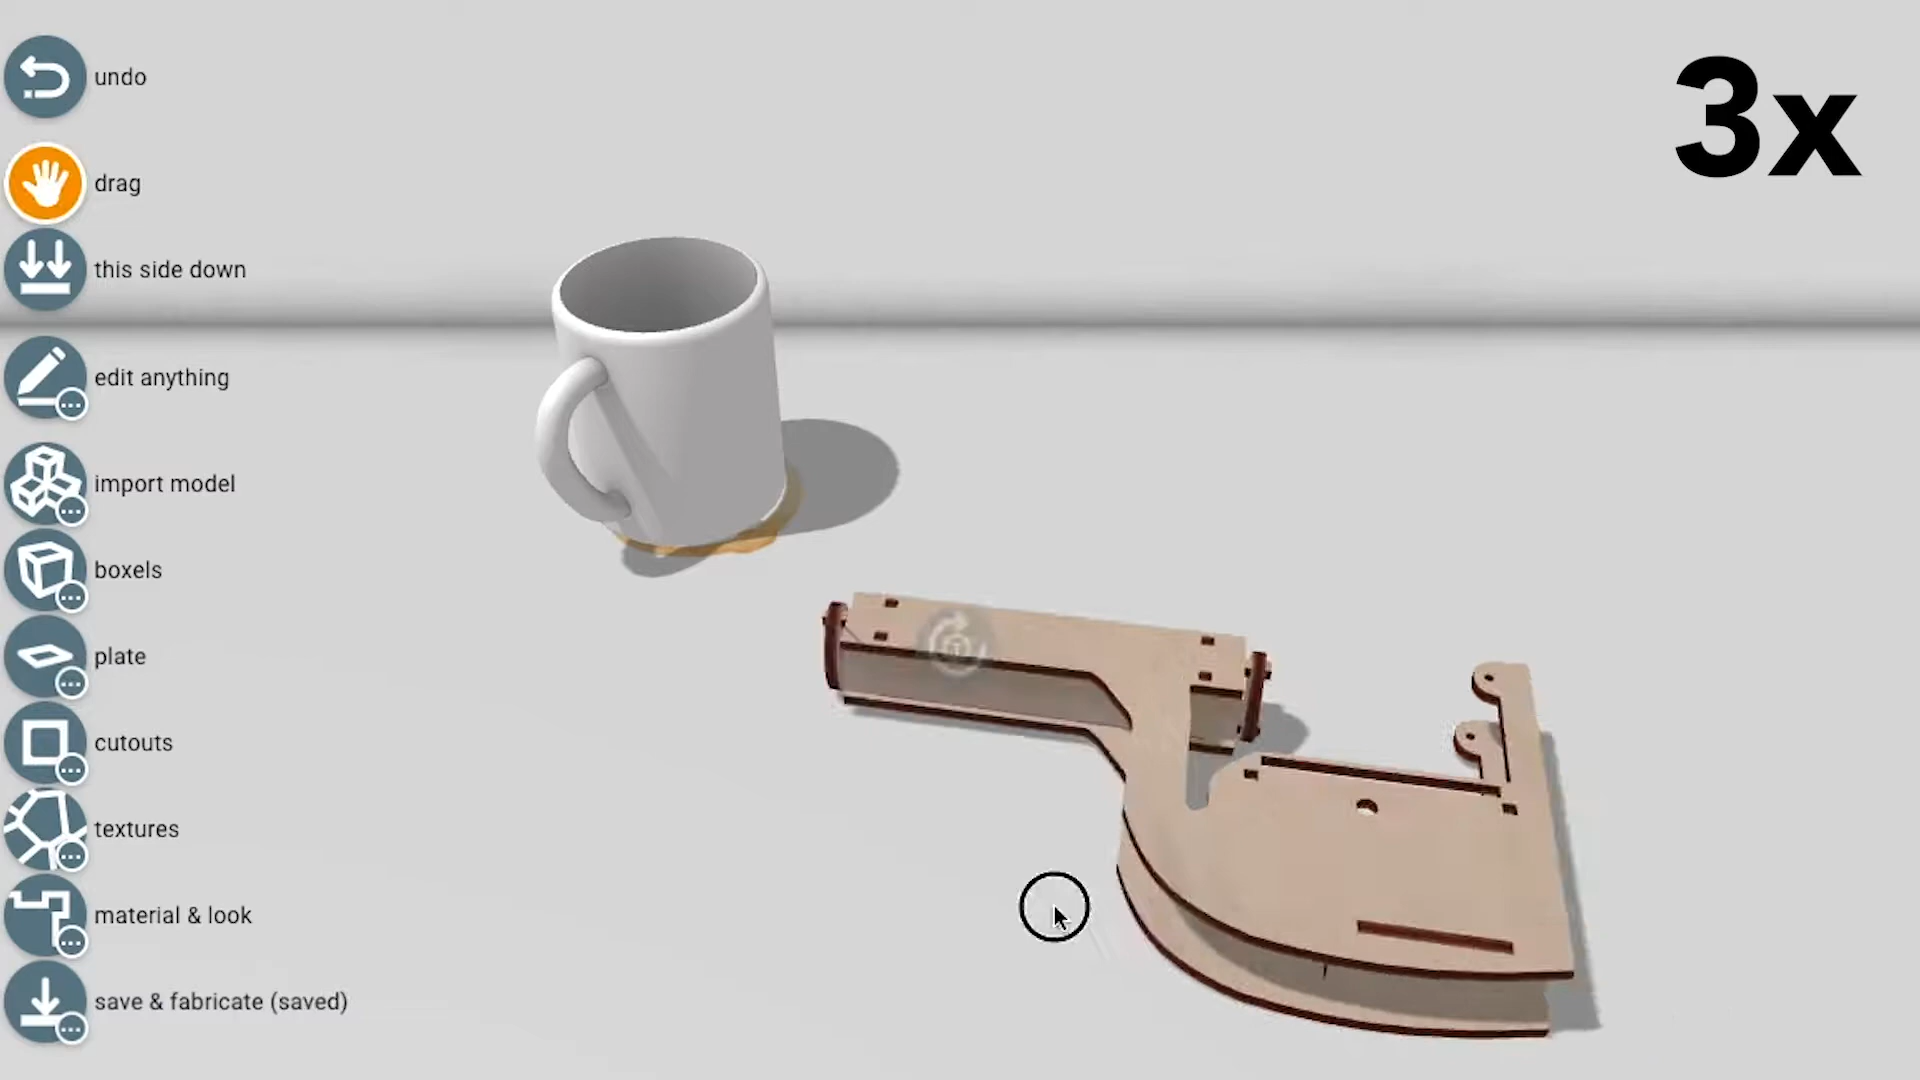 undo
3x
drag
this side down
edit anything
import model
boxels
plate
cutouts
textures
material & look
save & fabricate (saved)